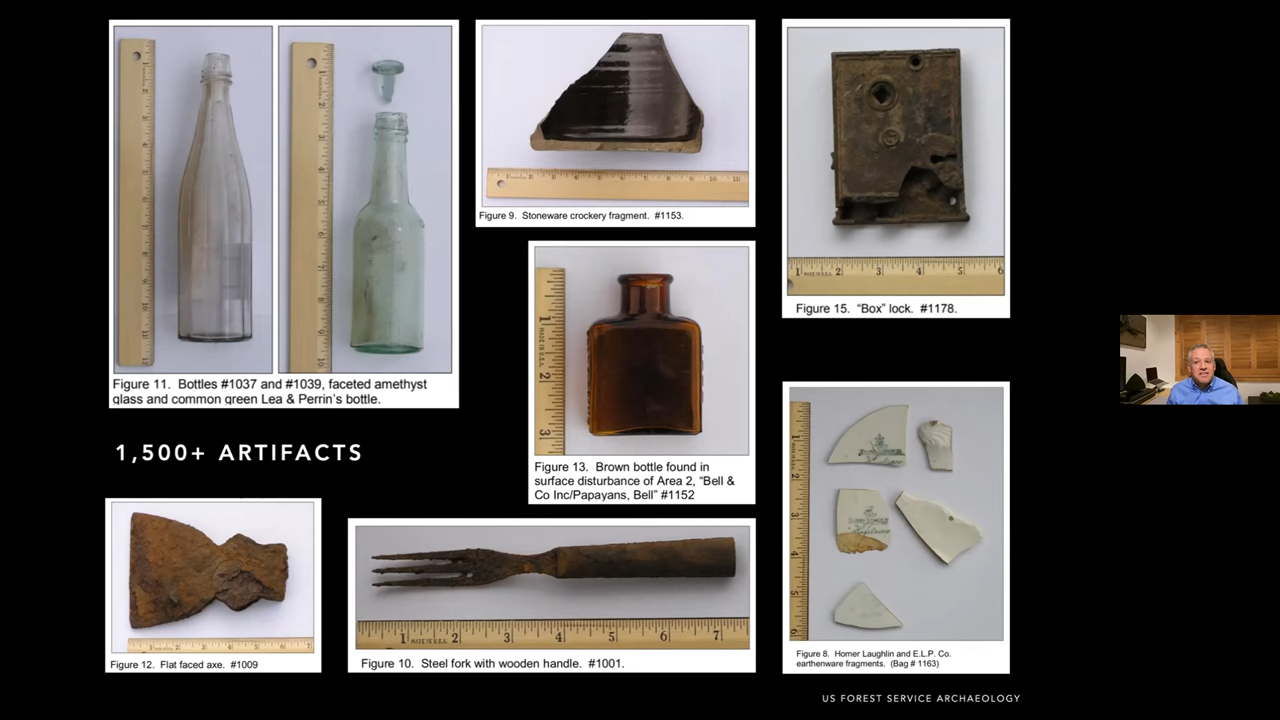 Figure 11. Bottles #1037 and #1039, faceted amethyst
glass and common green Lea & Perrin's bottle.
Figure 9. Stoneware crockery fragment. #1153.
Figure 15. “Box” lock. #1178.
1,500+ ARTIFACTS
Figure 13. Brown bottle found in
surface disturbance of Area 2, “Bell &
Co Inc/Papayans, Bell” #1152
Figure 12. Flat faced axe. #1009
Figure 10. Steel fork with wooden handle. #1001.
Figure 8. Homer Laughlin and E.L.P. Co.
earthenware fragments. (Bag # 1163)
US FOREST SERVICE ARCHAEOLOGY